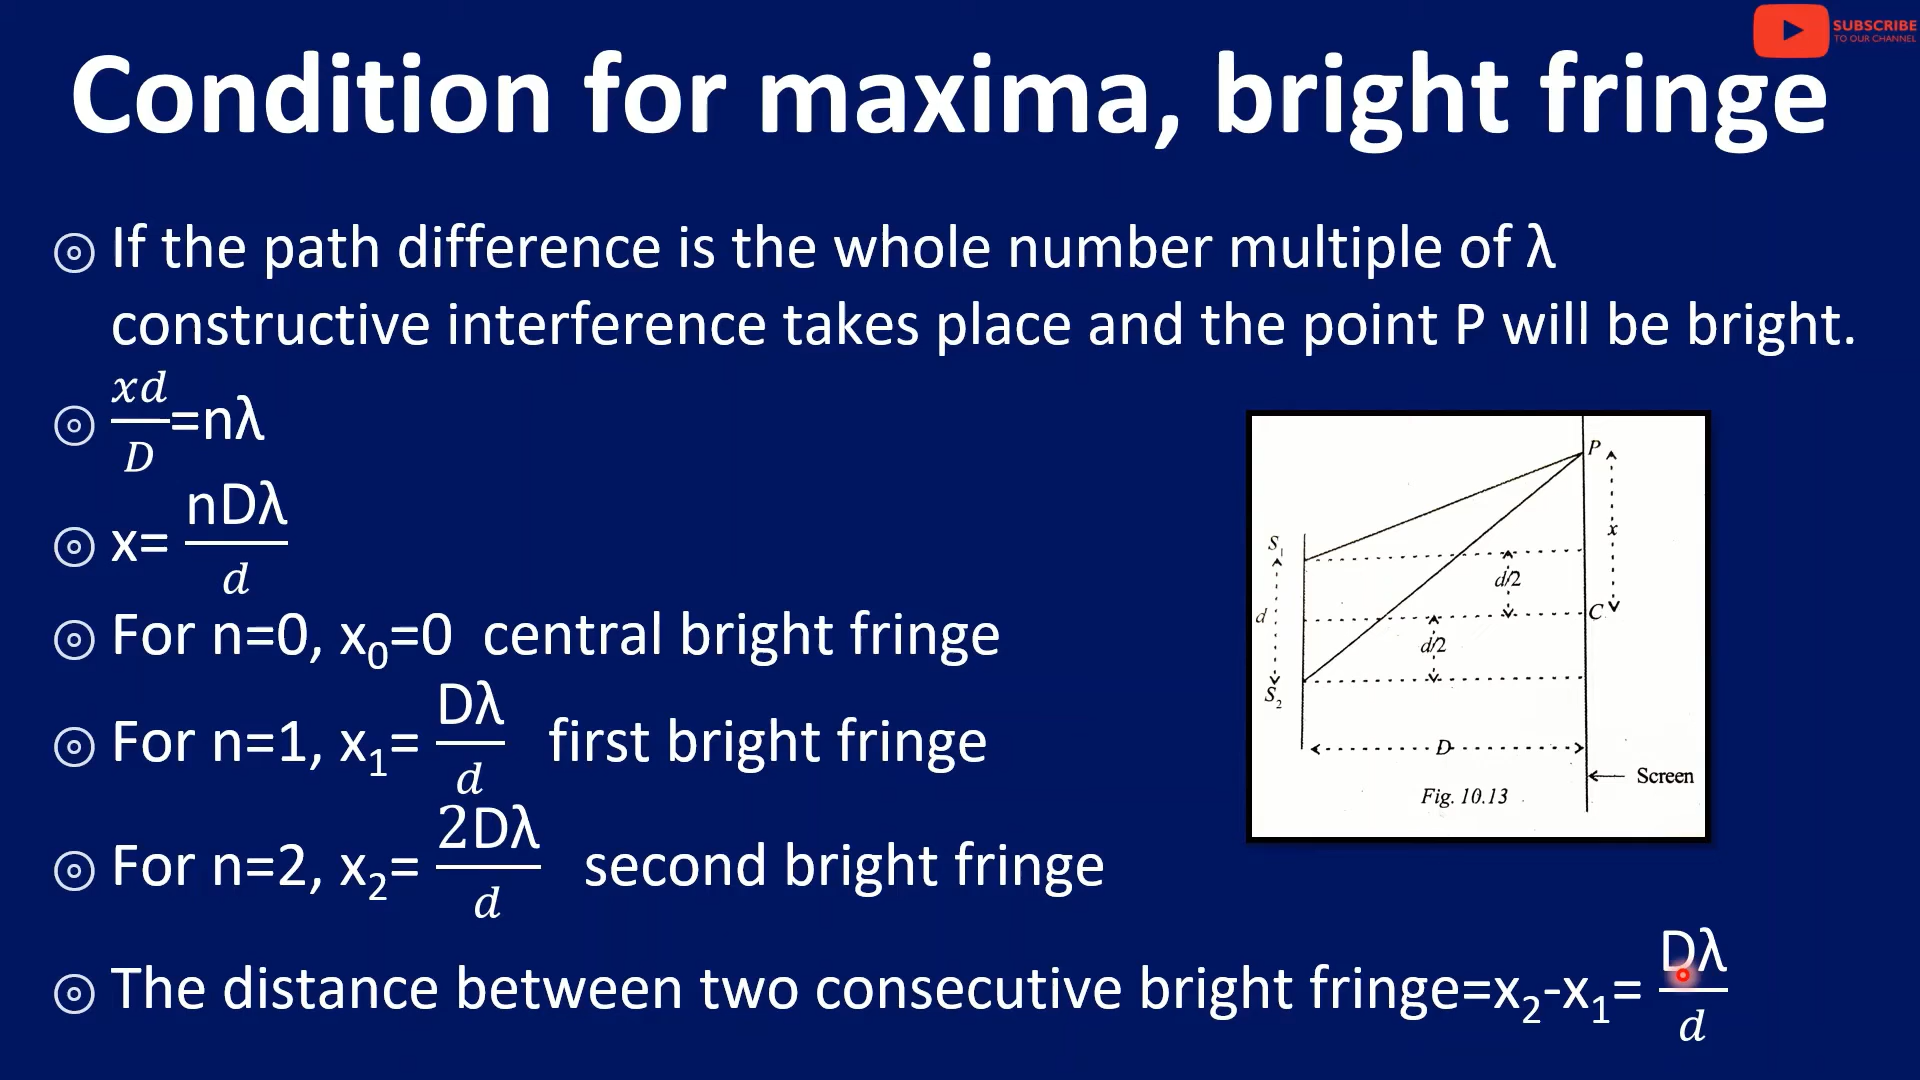 SUBSCRIBE
TO OUR CHANNEL
Condition for maxima, bright fringe
If the path difference is the whole number multiple of λ
constructive interference takes place and the point P will be bright.
xd/D=nλ
x= nDλ/d
For n=0, x₀=0 central bright fringe
For n=1, x₁= Dλ/d first bright fringe
For n=2, x₂= 2Dλ/d second bright fringe
The distance between two consecutive bright fringe=x₂-x₁= Dλ/d
P
x
S₁
d/2
d
C
d/2
S₂
D
Screen
Fig. 10.13